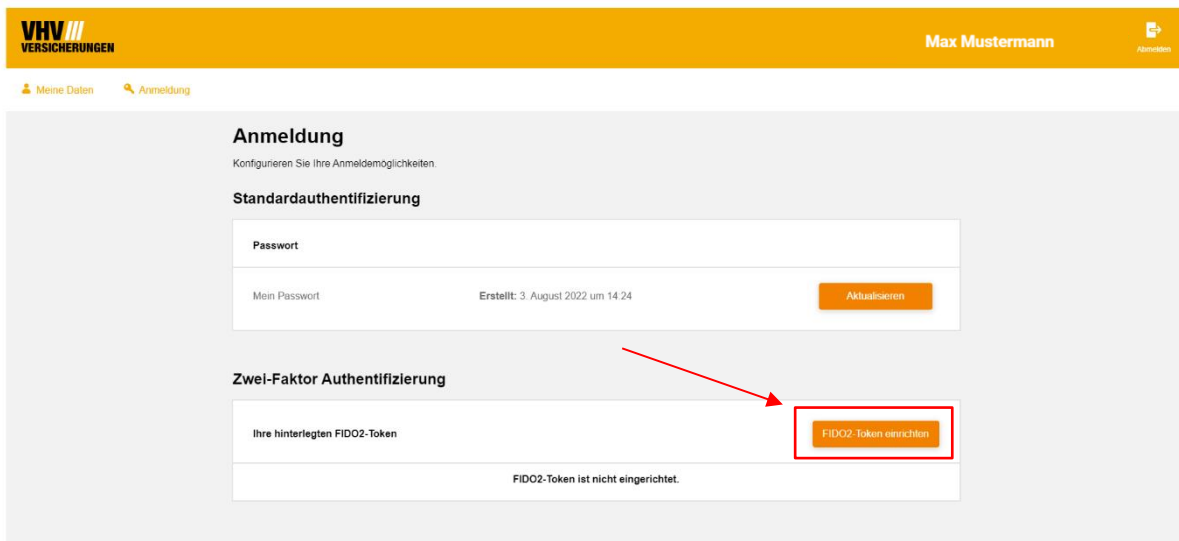 VHV///
VERSICHERUNGEN
Max Mustermann
Abmelden
Meine Daten Anmeldung
Anmeldung
Konfigurieren Sie Ihre Anmeldemöglichkeiten.
Standardauthentifizierung
Passwort
Mein Passwort Erstellt: 3. August 2022 um 14:24 Aktualisieren
Zwei-Faktor Authentifizierung
Ihre hinterlegten FIDO2-Token FIDO2-Token einrichten
FIDO2-Token ist nicht eingerichtet.